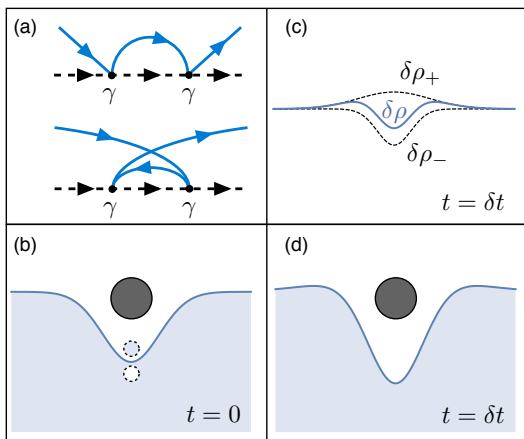 (a)
γ γ
γ γ
(c)
δρ₊
δρ
δρ₋
t = δt
(b)
t = 0
(d)
t = δt